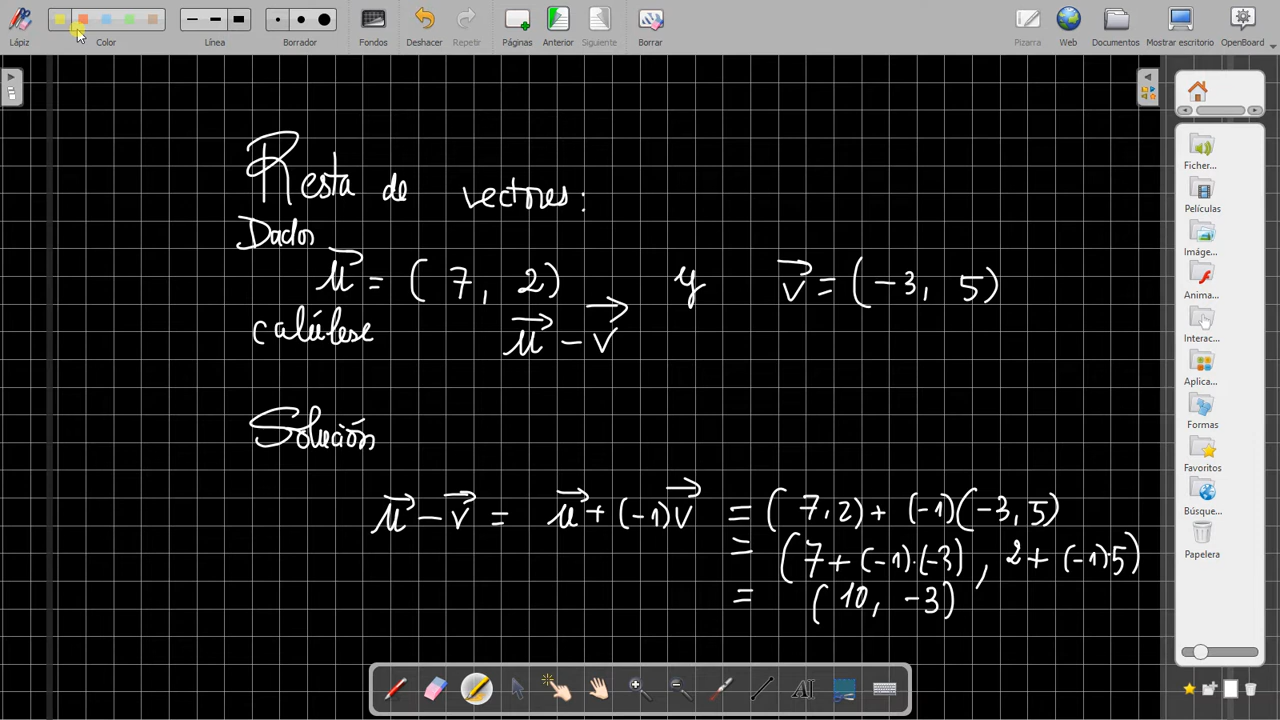 Lápiz Color Línea Borrador Fondos Deshacer Repetir Páginas Anterior Siguiente Borrar Pizarra Web Documentos Mostrar escritorio OpenBoard
Resta de vectores:
Dados
u = ( 7, 2) y v = (-3, 5)
calcúlese u - v
Solución
u - v = u + (-1)v = (7,2) + (-1)(-3,5)
= (7+(-1)·(-3), 2+(-1)·5)
= (10, -3)
Ficher...
Películas
Imáge...
Anima...
Interac...
Aplica...
Formas
Favoritos
Búsque...
Papelera
AI